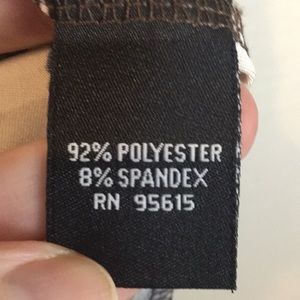 92% POLYESTER
8% SPANDEX
RN 95615